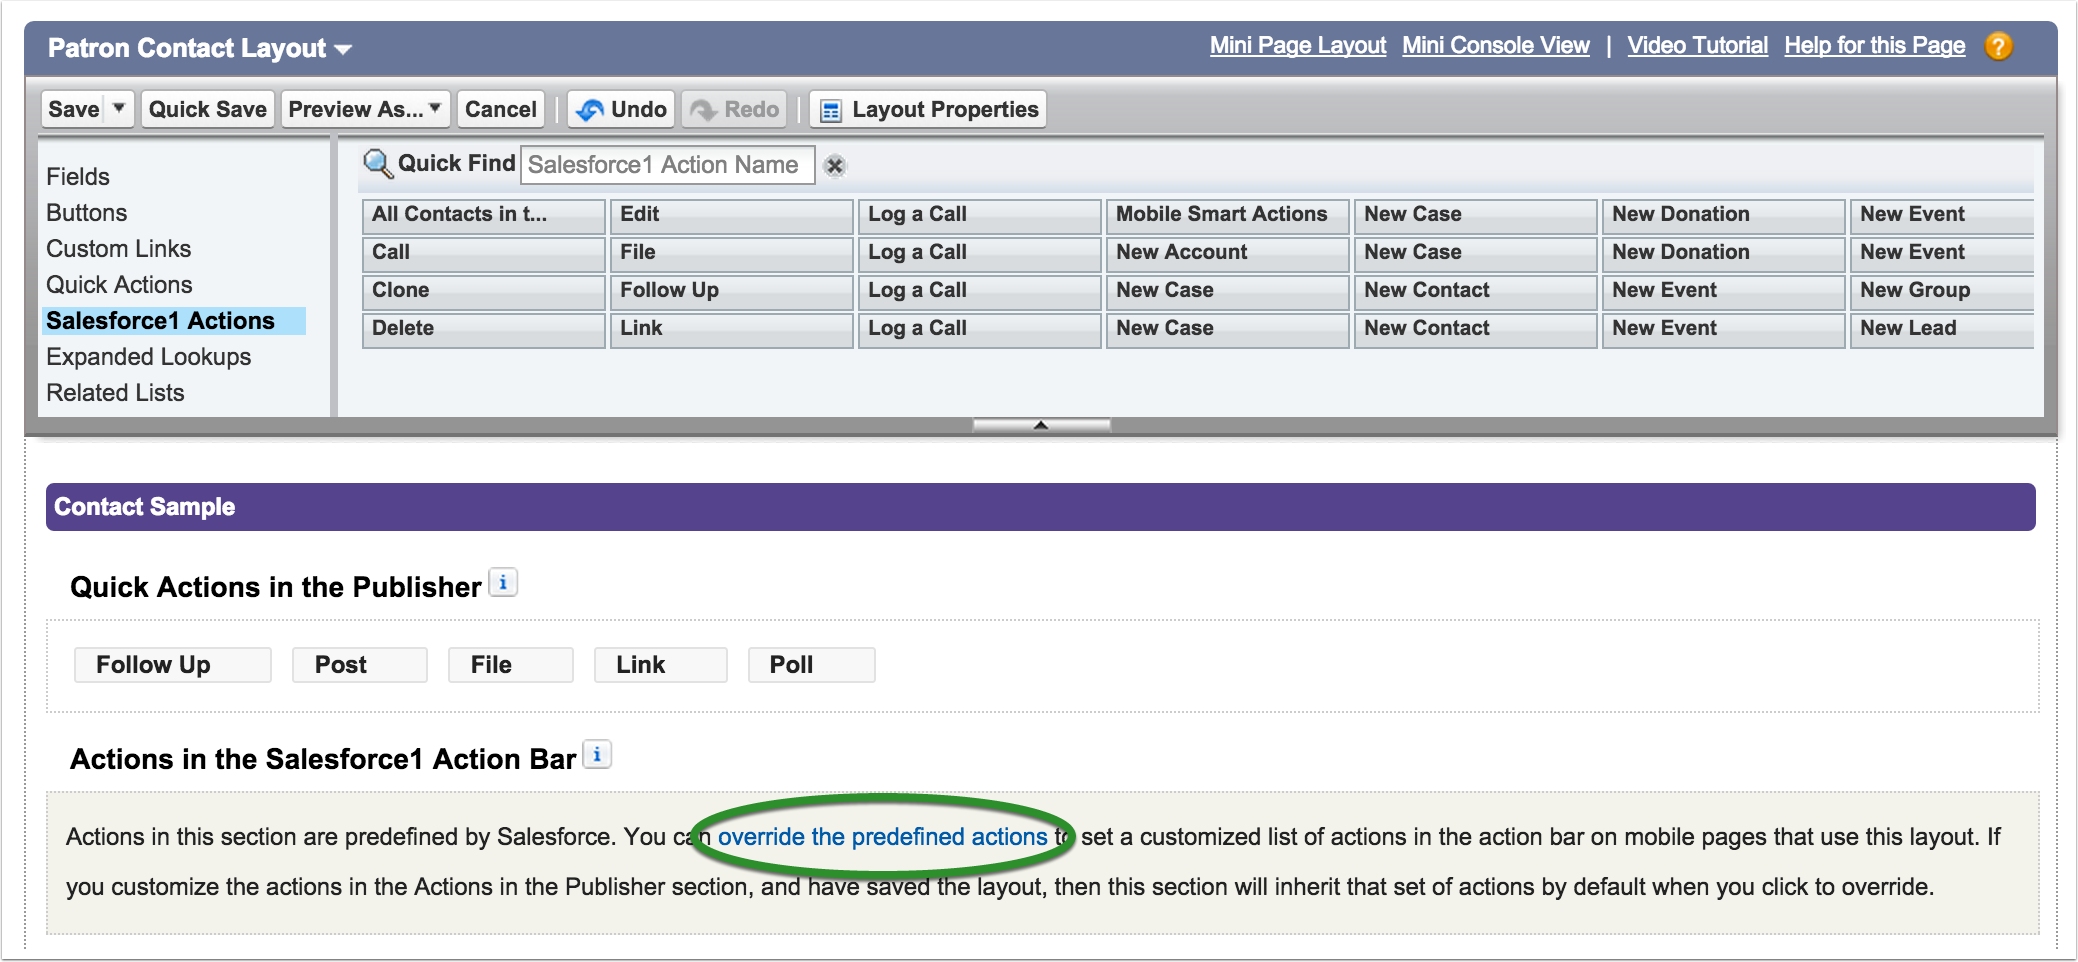 Patron Contact Layout
Mini Page Layout Mini Console View | Video Tutorial Help for this Page ?
Save Quick Save Preview As... Cancel Undo Redo Layout Properties
Fields
Buttons
Custom Links
Quick Actions
Salesforce1 Actions
Expanded Lookups
Related Lists
Quick Find Salesforce1 Action Name
All Contacts in t... Edit Log a Call Mobile Smart Actions New Case New Donation New Event
Call File Log a Call New Account New Case New Donation New Event
Clone Follow Up Log a Call New Case New Contact New Event New Group
Delete Link Log a Call New Case New Contact New Event New Lead
Contact Sample
Quick Actions in the Publisher i
Follow Up Post File Link Poll
Actions in the Salesforce1 Action Bar i
Actions in this section are predefined by Salesforce. You can override the predefined actions to set a customized list of actions in the action bar on mobile pages that use this layout. If
you customize the actions in the Actions in the Publisher section, and have saved the layout, then this section will inherit that set of actions by default when you click to override.